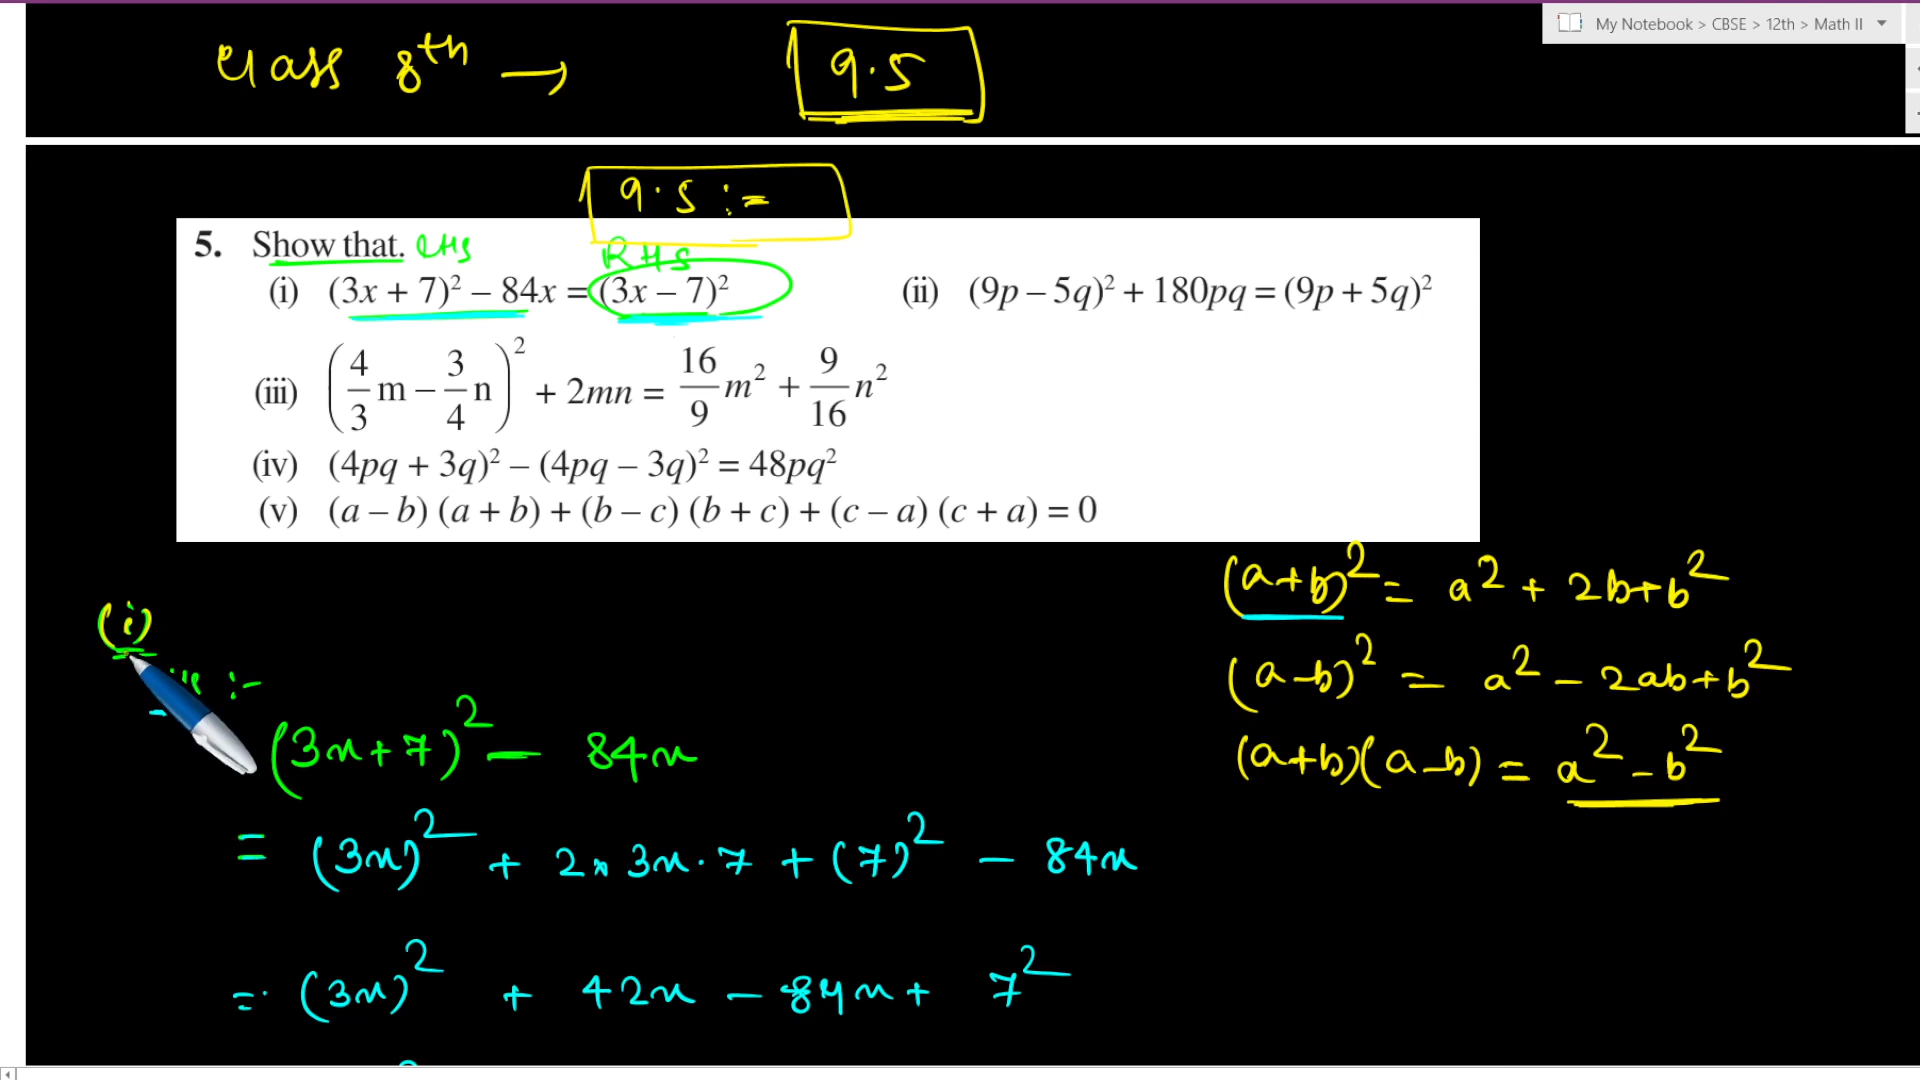 My Notebook > CBSE > 12th > Math II
Class 8th → 9.5
9.5 :=
5. Show that. LHS RHS
(i) (3x + 7)² – 84x = (3x – 7)² (ii) (9p – 5q)² + 180pq = (9p + 5q)²
(iii) (4/3 m – 3/4 n)² + 2mn = 16/9 m² + 9/16 n²
(iv) (4pq + 3q)² – (4pq – 3q)² = 48pq²
(v) (a – b) (a + b) + (b – c) (b + c) + (c – a) (c + a) = 0
(a+b)² = a² + 2b+b²
(i)
(a-b)² = a² – 2ab+b²
:-
(3x+7)² – 84x
(a+b)(a-b) = a² – b²
= (3x)² + 2×3x·7 + (7)² – 84x
= (3x)² + 42x – 84x + 7²